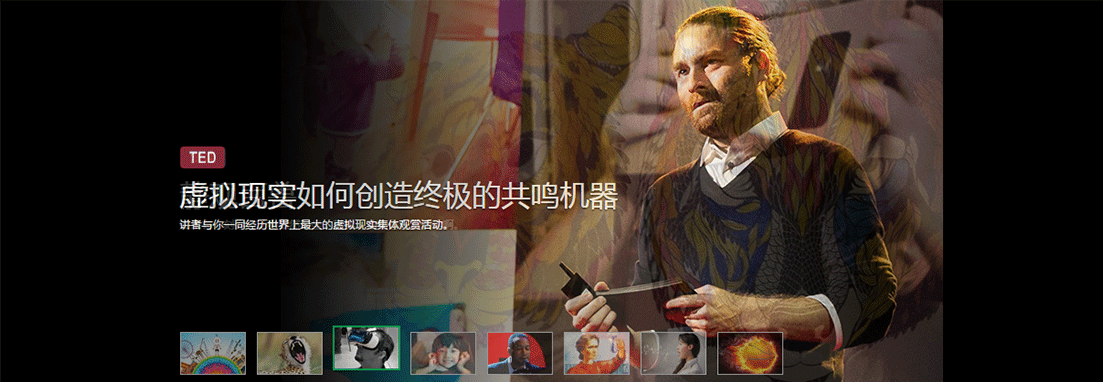 TED
虚拟现实如何创造终极的共鸣机器
讲者与你一同经历世界上最大的虚拟现实集体观赏活动。